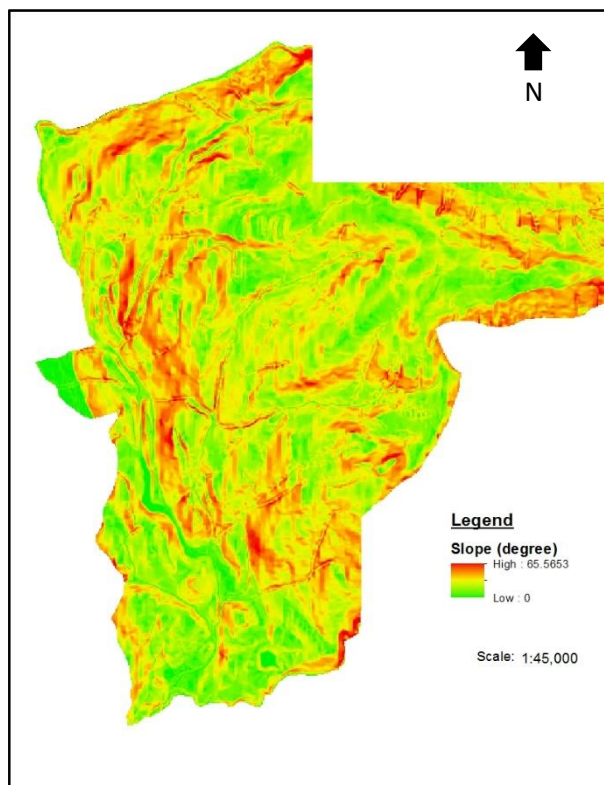 N
Legend
Slope (degree)
High : 65.5653
Low : 0
Scale: 1:45,000